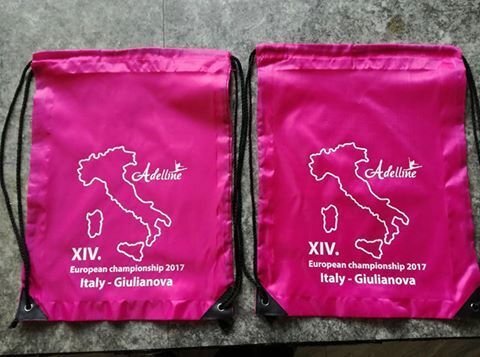 Adelline
XIV.
European championship 2017
Italy - Giulianova
Adelline
XIV.
European championship 2017
Italy - Giulianova